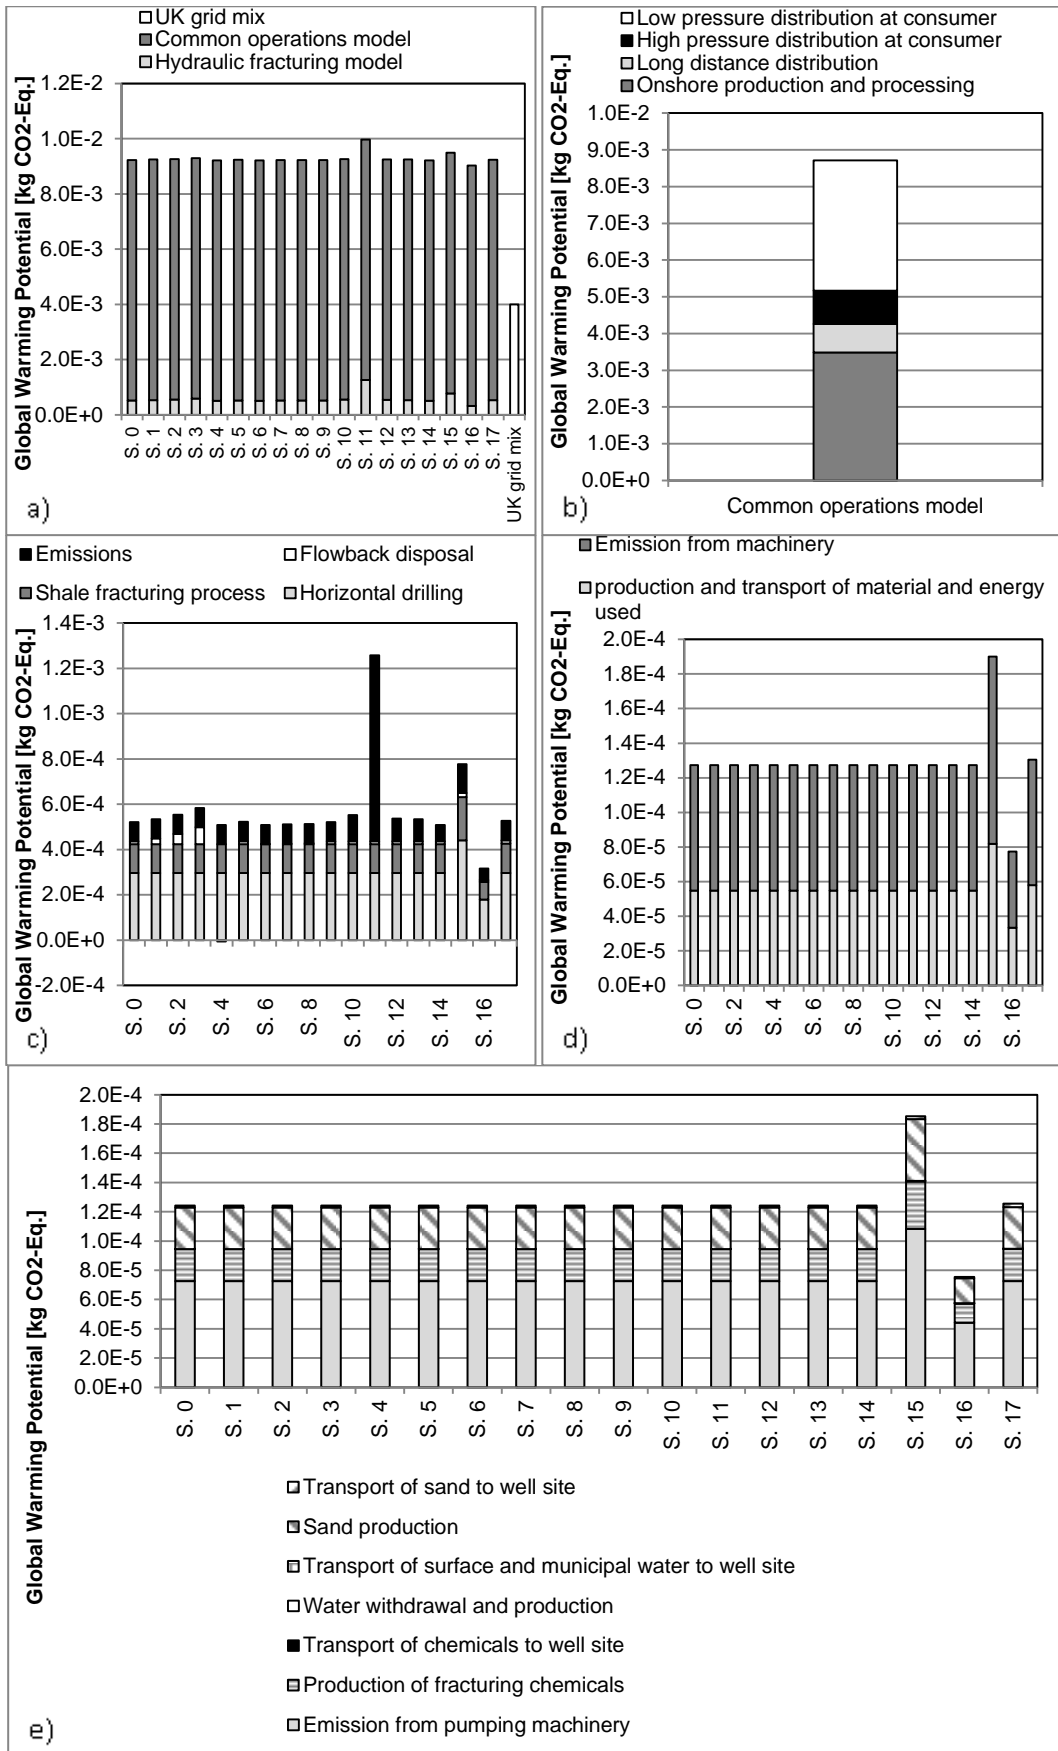 UK grid mix
Common operations model
Hydraulic fracturing model
Global Warming Potential [kg CO2-Eq.]
1.2E-2
1.0E-2
8.0E-3
6.0E-3
4.0E-3
2.0E-3
0.0E+0
S. 0
S. 1
S. 2
S. 3
S. 4
S. 5
S. 6
S. 7
S. 8
S. 9
S. 10
S. 11
S. 12
S. 13
S. 14
S. 15
S. 16
S. 17
UK grid mix
a)
Low pressure distribution at consumer
High pressure distribution at consumer
Long distance distribution
Onshore production and processing
Global Warming Potential [kg CO2-Eq.]
1.0E-2
9.0E-3
8.0E-3
7.0E-3
6.0E-3
5.0E-3
4.0E-3
3.0E-3
2.0E-3
1.0E-3
0.0E+0
Common operations model
b)
Emissions
Flowback disposal
Shale fracturing process
Horizontal drilling
Global Warming Potential [kg CO2-Eq.]
1.4E-3
1.2E-3
1.0E-3
8.0E-4
6.0E-4
4.0E-4
2.0E-4
0.0E+0
-2.0E-4
S. 0
S. 2
S. 4
S. 6
S. 8
S. 10
S. 12
S. 14
S. 16
c)
Emission from machinery
production and transport of material and energy
used
Global Warming Potential [kg CO2-Eq.]
2.0E-4
1.8E-4
1.6E-4
1.4E-4
1.2E-4
1.0E-4
8.0E-5
6.0E-5
4.0E-5
2.0E-5
0.0E+0
S. 0
S. 2
S. 4
S. 6
S. 8
S. 10
S. 12
S. 14
S. 16
d)
Global Warming Potential [kg CO2-Eq.]
2.0E-4
1.8E-4
1.6E-4
1.4E-4
1.2E-4
1.0E-4
8.0E-5
6.0E-5
4.0E-5
2.0E-5
0.0E+0
S. 0
S. 1
S. 2
S. 3
S. 4
S. 5
S. 6
S. 7
S. 8
S. 9
S. 10
S. 11
S. 12
S. 13
S. 14
S. 15
S. 16
S. 17
Transport of sand to well site
Sand production
Transport of surface and municipal water to well site
Water withdrawal and production
Transport of chemicals to well site
Production of fracturing chemicals
Emission from pumping machinery
e)